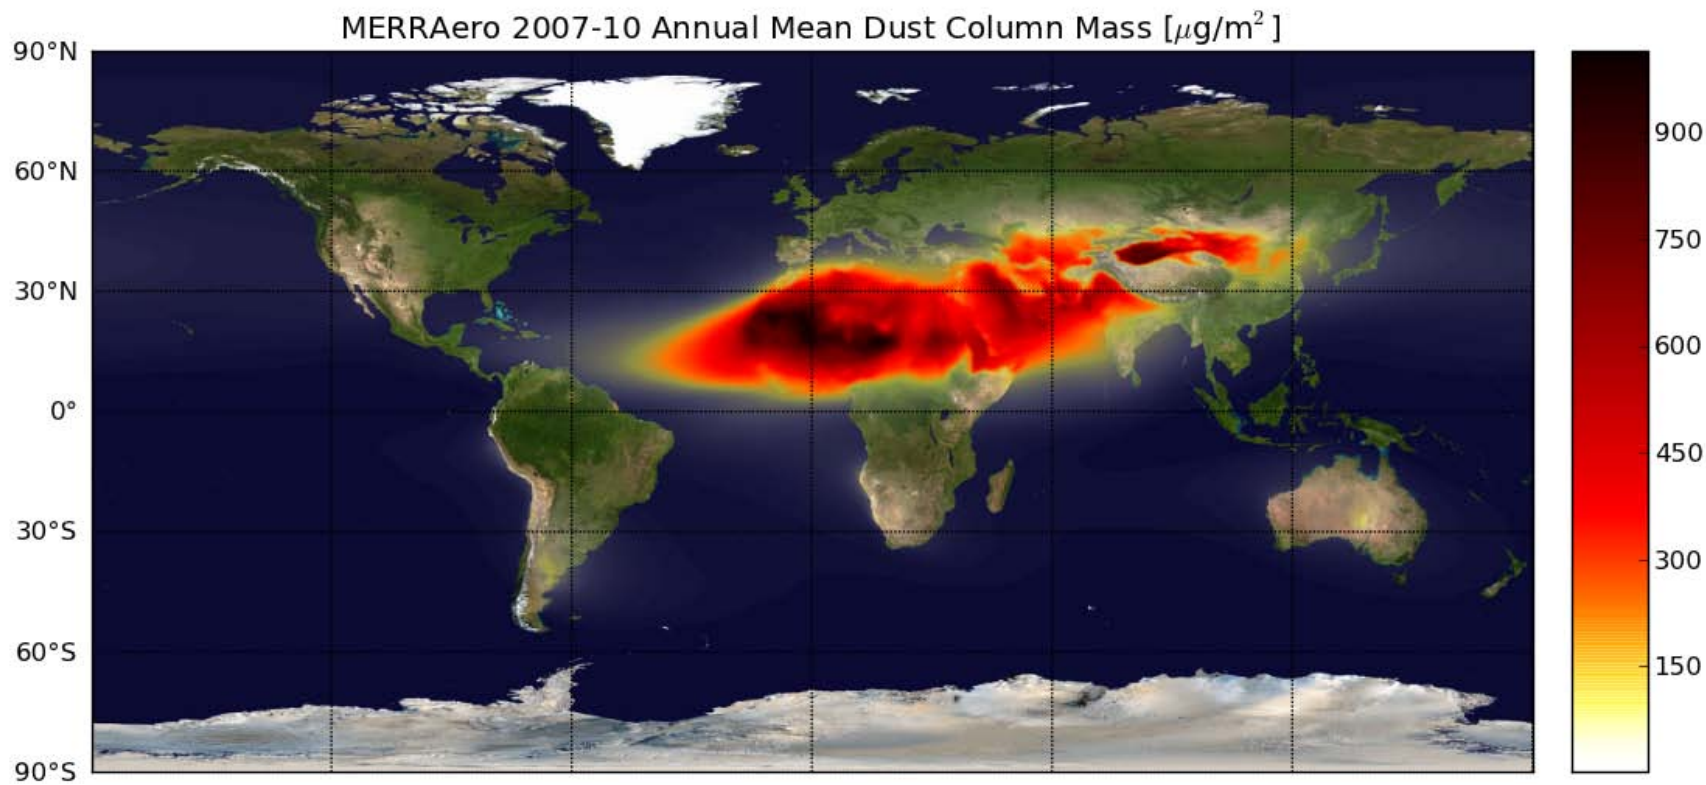 MERRAero 2007-10 Annual Mean Dust Column Mass [μg/m²]
90°N
60°N
30°N
0°
30°S
60°S
90°S
900
750
600
450
300
150